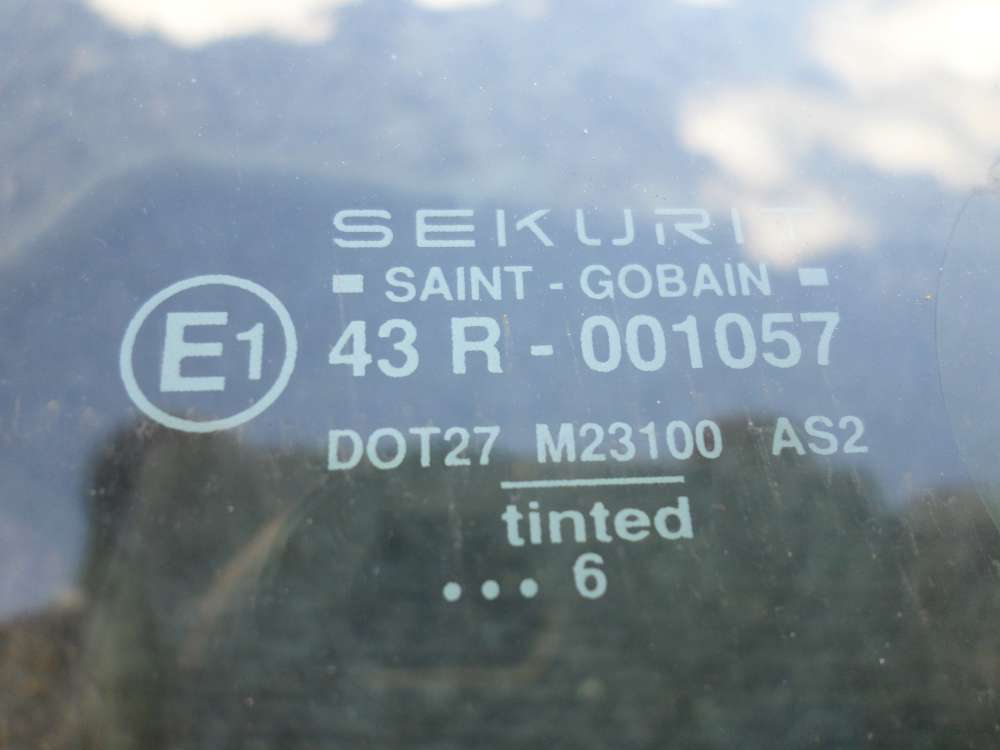 SEKURIT
SAINT - GOBAIN
E1
43 R - 001057
DOT27 M23100 AS2
tinted
... 6